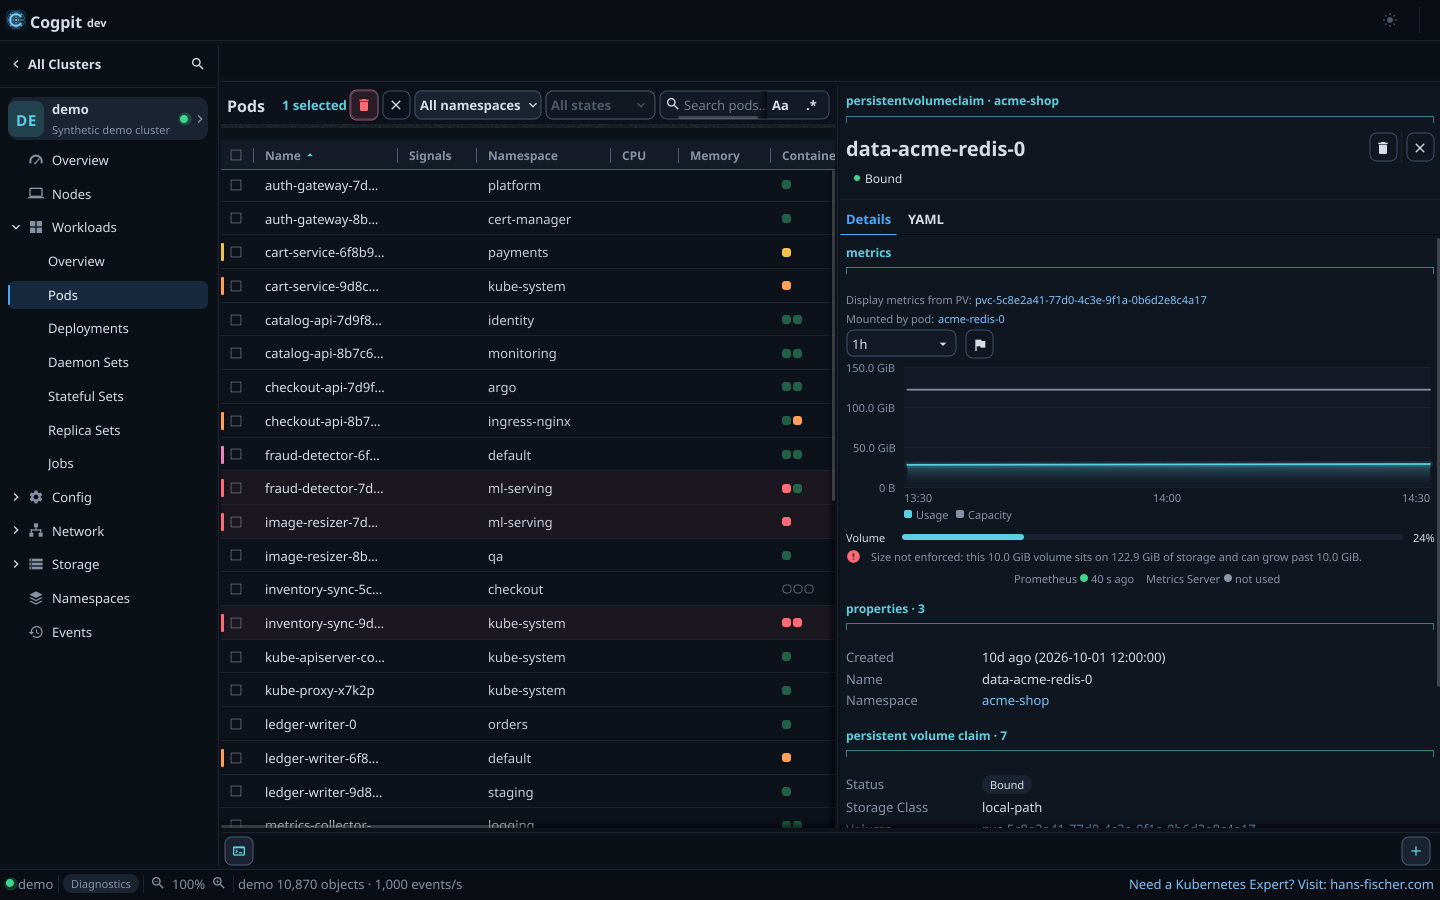 Cogpit dev
All Clusters
DE
demo
Synthetic demo cluster
Overview
Nodes
Workloads
Overview
Pods
Deployments
Daemon Sets
Stateful Sets
Replica Sets
Jobs
Config
Network
Storage
Namespaces
Events
Pods 1 selected All namespaces All states Search pods... Aa .*
Name Signals Namespace CPU Memory Containe
auth-gateway-7d... platform
auth-gateway-8b... cert-manager
cart-service-6f8b9... payments
cart-service-9d8c... kube-system
catalog-api-7d9f8... identity
catalog-api-8b7c6... monitoring
checkout-api-7d9f... argo
checkout-api-8b7... ingress-nginx
fraud-detector-6f... default
fraud-detector-7d... ml-serving
image-resizer-7d... ml-serving
image-resizer-8b... qa
inventory-sync-5c... checkout
inventory-sync-9d... kube-system
kube-apiserver-co... kube-system
kube-proxy-x7k2p kube-system
ledger-writer-0 orders
ledger-writer-6f8... default
ledger-writer-9d8... staging
metrics-collector-... logging
persistentvolumeclaim · acme-shop
data-acme-redis-0
Bound
Details YAML
metrics
Display metrics from PV: pvc-5c8e2a41-77d0-4c3e-9f1a-0b6d2e8c4a17
Mounted by pod: acme-redis-0
1h
150.0 GiB
100.0 GiB
50.0 GiB
0 B
13:30 14:00 14:30
Usage Capacity
Volume 24%
Size not enforced: this 10.0 GiB volume sits on 122.9 GiB of storage and can grow past 10.0 GiB.
Prometheus 40 s ago Metrics Server not used
properties · 3
Created 10d ago (2026-10-01 12:00:00)
Name data-acme-redis-0
Namespace acme-shop
persistent volume claim · 7
Status Bound
Storage Class local-path
Volume pvc-5c8e2a41-77d0-4c3e-9f1a-0b6d2e8c4a17
demo Diagnostics 100% demo 10,870 objects · 1,000 events/s
Need a Kubernetes Expert? Visit: hans-fischer.com